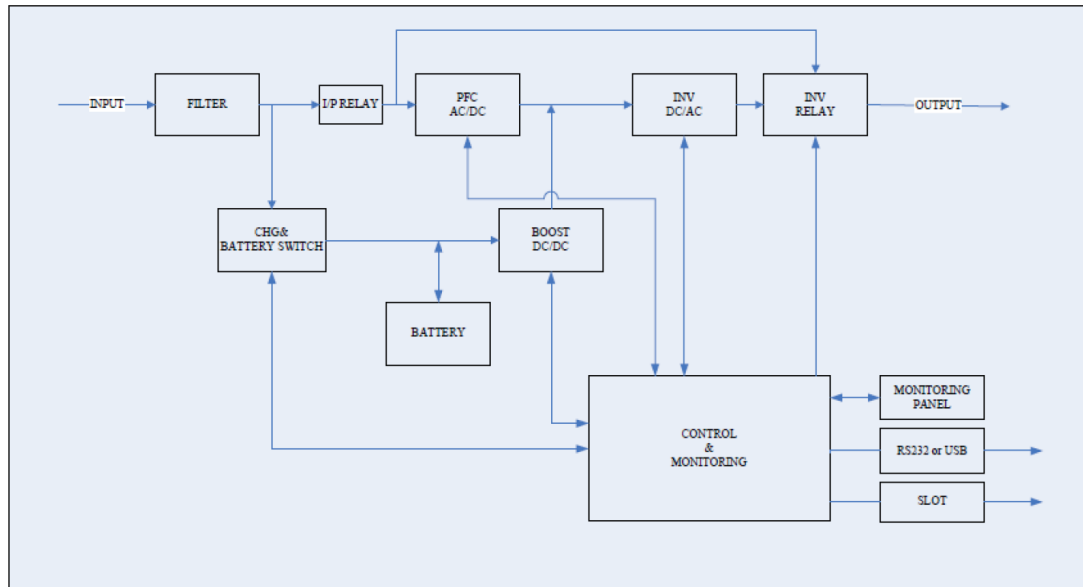 INPUT
FILTER
I/P RELAY
PFC
AC/DC
INV
DC/AC
INV
RELAY
OUTPUT
CHG&
BATTERY SWITCH
BOOST
DC/DC
BATTERY
CONTROL
&
MONITORING
MONITORING
PANEL
RS232 or USB
SLOT